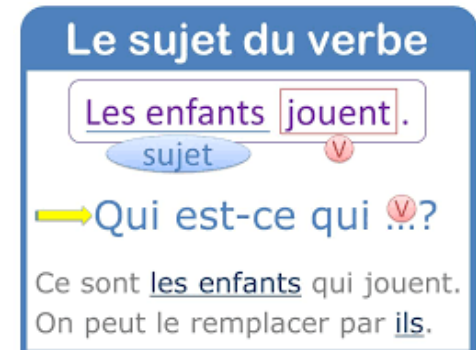 Le sujet du verbe
Les enfants jouent.
sujet V
Qui est-ce qui V...?
Ce sont les enfants qui jouent.
On peut le remplacer par ils.